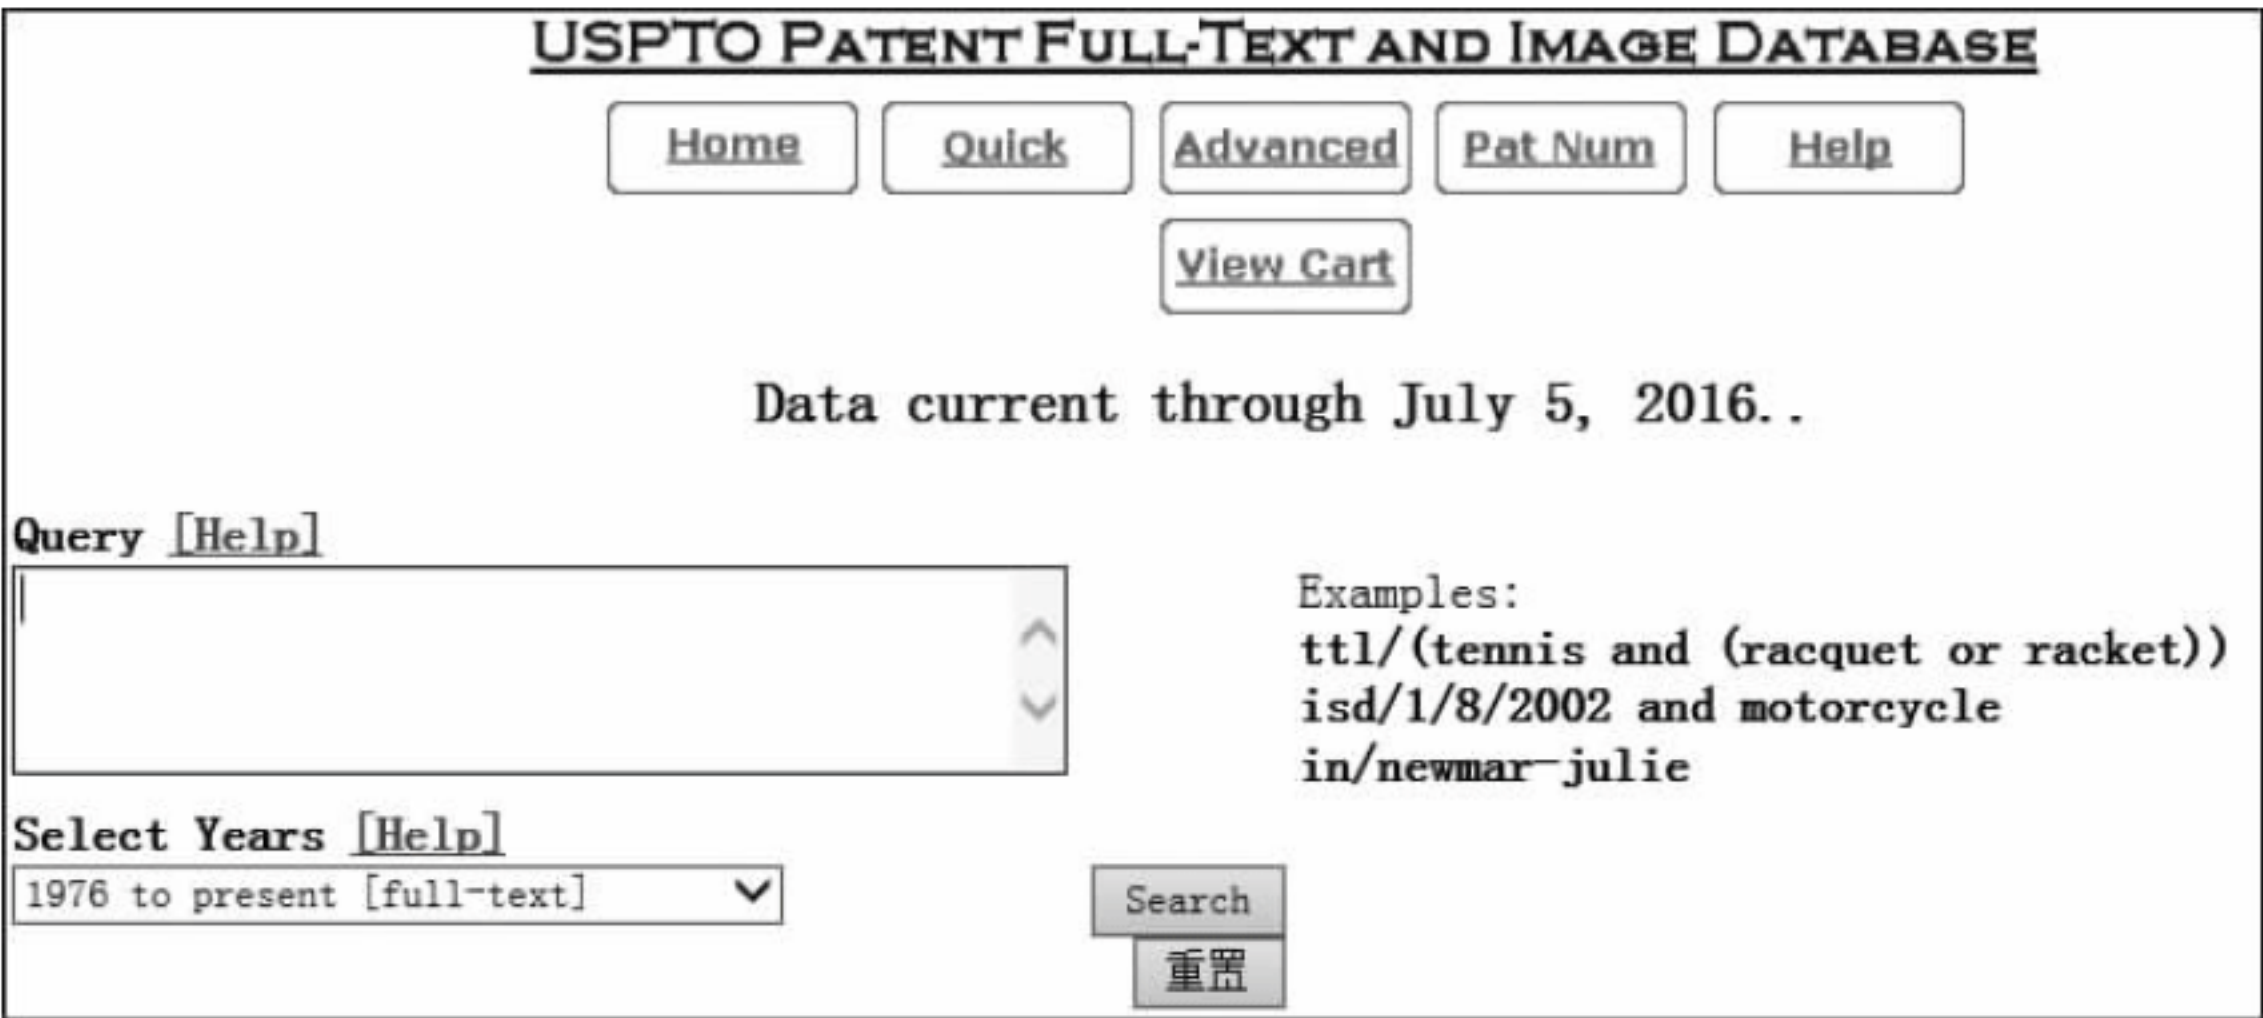 USPTO PATENT FULL-TEXT AND IMAGE DATABASE
Home Quick Advanced Pat Num Help
View Cart
Data current through July 5, 2016..
Query [Help]
Examples:
ttl/(tennis and (racquet or racket))
isd/1/8/2002 and motorcycle
in/newmar-julie
Select Years [Help]
1976 to present [full-text]
Search
重置